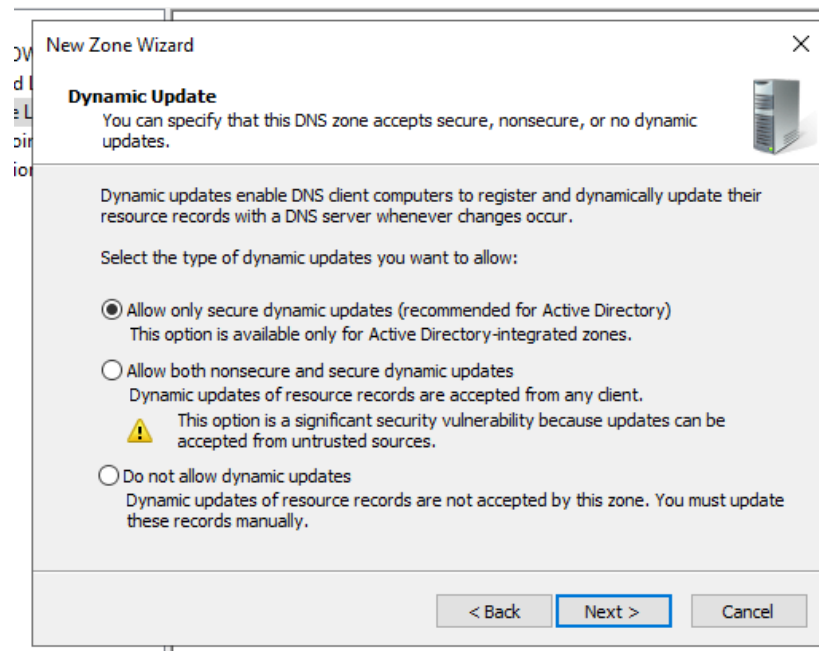 New Zone Wizard
Dynamic Update
You can specify that this DNS zone accepts secure, nonsecure, or no dynamic
updates.
Dynamic updates enable DNS client computers to register and dynamically update their
resource records with a DNS server whenever changes occur.
Select the type of dynamic updates you want to allow:
Allow only secure dynamic updates (recommended for Active Directory)
This option is available only for Active Directory-integrated zones.
Allow both nonsecure and secure dynamic updates
Dynamic updates of resource records are accepted from any client.
This option is a significant security vulnerability because updates can be
accepted from untrusted sources.
Do not allow dynamic updates
Dynamic updates of resource records are not accepted by this zone. You must update
these records manually.
< Back Next > Cancel